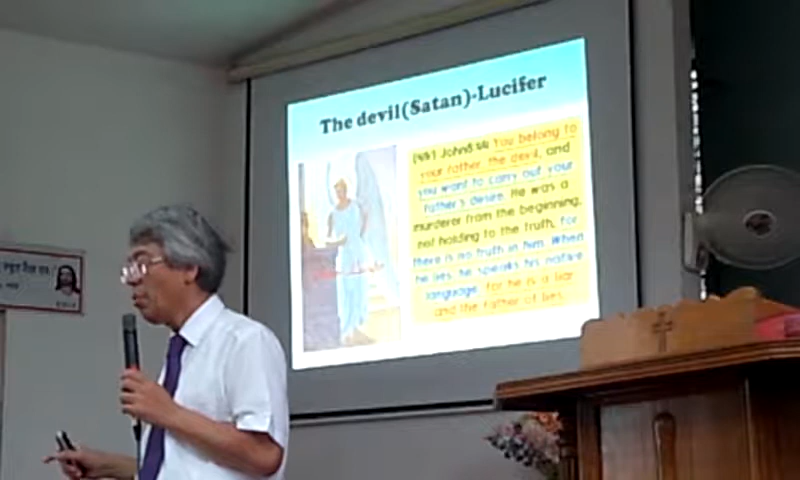 The devil(Satan)-Lucifer
John8:44 You belong to
your father, the devil, and
you want to carry out your
father's desire. He was a
murderer from the beginning,
not holding to the truth, for
there is no truth in him. When
he lies, he speaks his native
language, for he is a liar
and the father of lies.